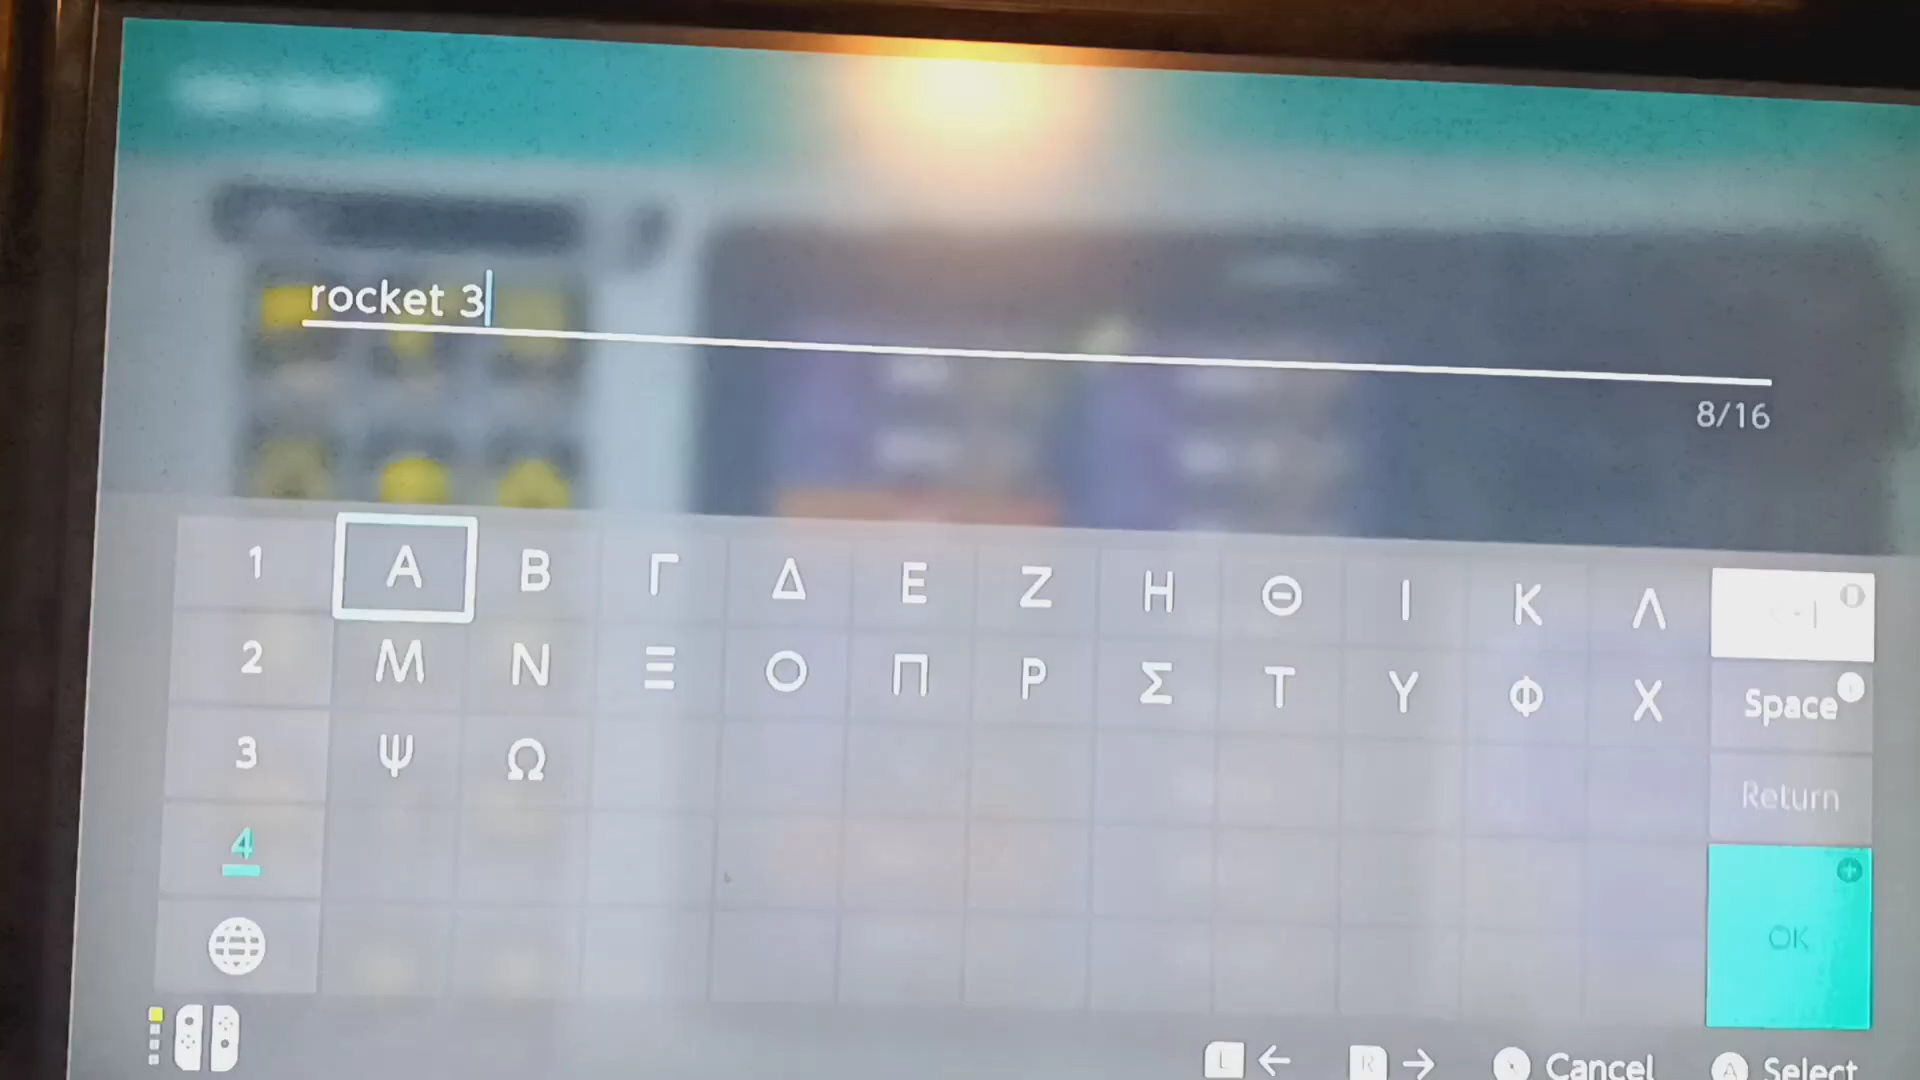 rocket 3
8/16
1 Α Β Γ Δ Ε Ζ Η Θ Ι Κ Λ
2 Μ Ν Ξ Ο Π Ρ Σ Τ Υ Φ Χ Space
3 Ψ Ω Return
4 OK
L ← R → Cancel A Select